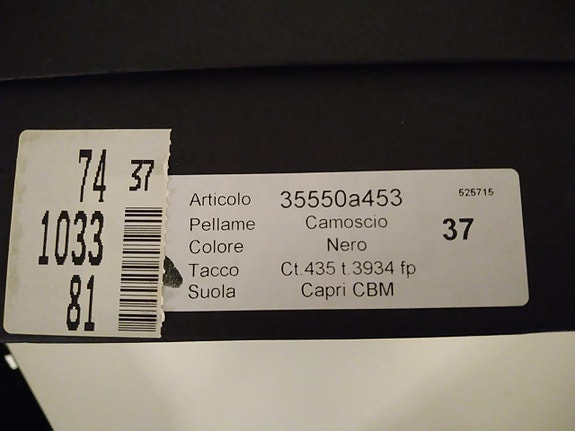 74 37
1033
81
525715
Articolo 35550a453
Pellame Camoscio 37
Colore Nero
Tacco Ct.435 t.3934 fp
Suola Capri CBM